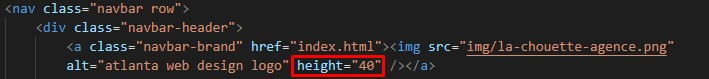 <nav class="navbar row">
<div class="navbar-header">
<a class="navbar-brand" href="index.html"><img src="img/la-chouette-agence.png"
alt="atlanta web design logo" height="40" /></a>